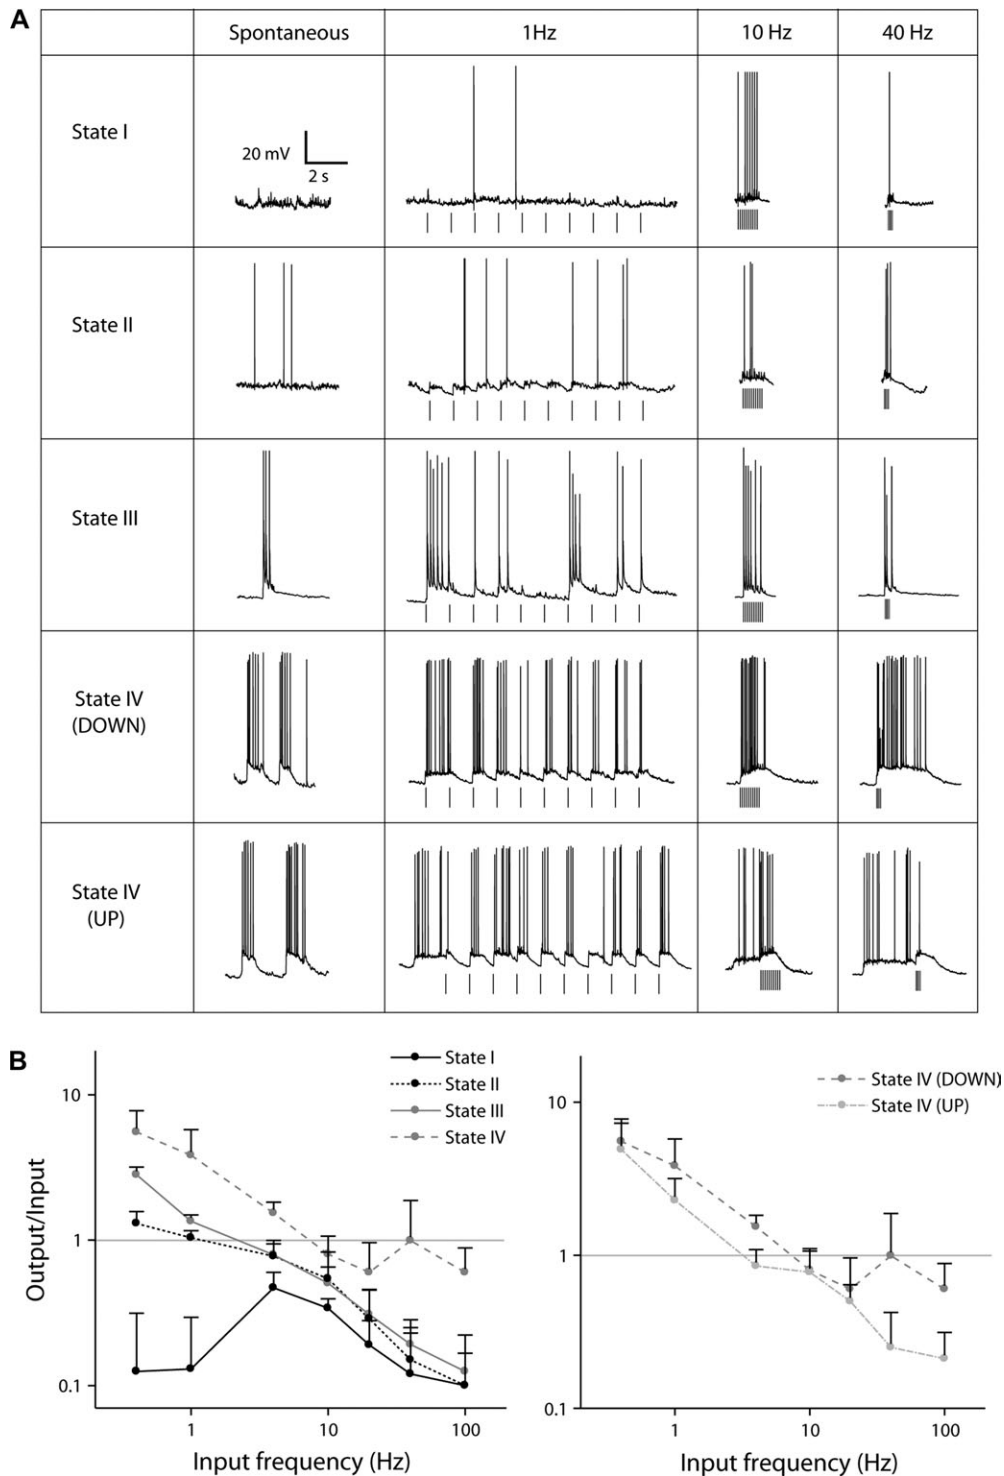 A
Spontaneous 1Hz 10 Hz 40 Hz
State I
20 mV
2 s
State II
State III
State IV
(DOWN)
State IV
(UP)
B
State I
State II
State III
State IV
10
1
0.1
Output/Input
1 10 100
Input frequency (Hz)
State IV (DOWN)
State IV (UP)
10
1
0.1
1 10 100
Input frequency (Hz)